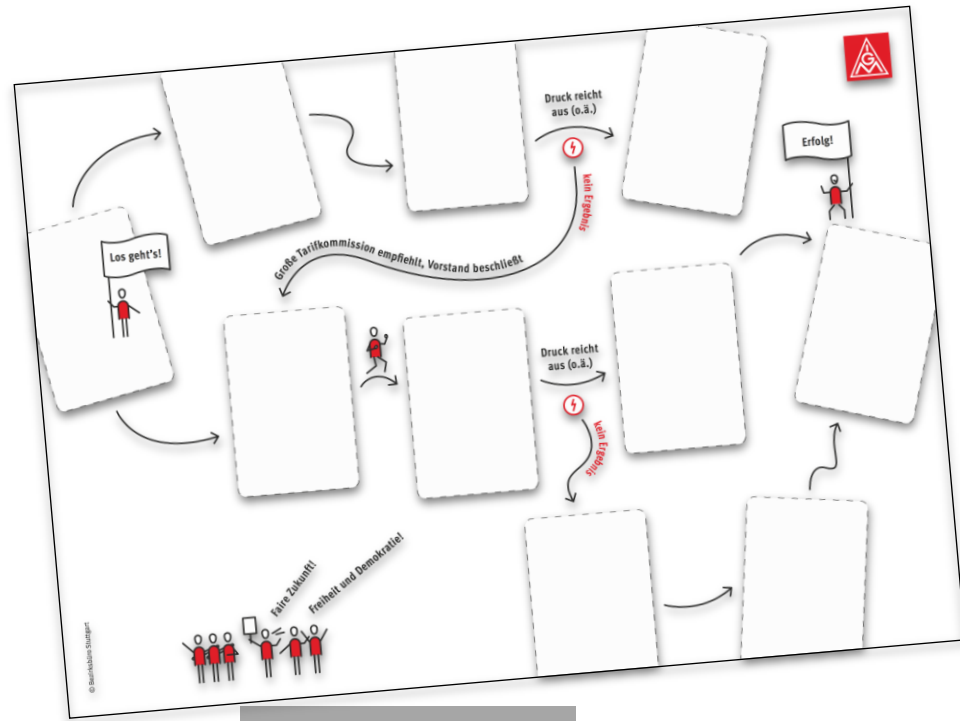 IGM
Druck reicht
aus (o.ä.)
Erfolg!
kein Ergebnis
Los geht's!
Große Tarifkommission empfiehlt, Vorstand beschließt
Druck reicht
aus (o.ä.)
kein Ergebnis
Faire Zukunft!
Freiheit und Demokratie!
© Bezirksbüro Stuttgart